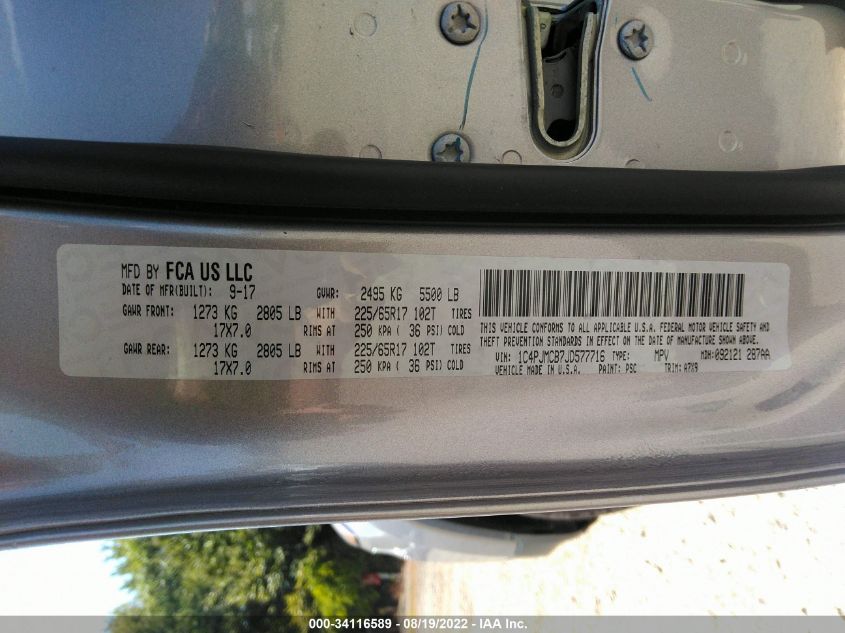 MFD BY FCA US LLC
DATE OF MFR(BUILT): 9-17 GVWR: 2495 KG 5500 LB
GAWR FRONT: 1273 KG 2805 LB WITH 225/65R17 102T TIRES
17X7.0 RIMS AT 250 KPA ( 36 PSI) COLD
GAWR REAR: 1273 KG 2805 LB WITH 225/65R17 102T TIRES
17X7.0 RIMS AT 250 KPA ( 36 PSI) COLD
THIS VEHICLE CONFORMS TO ALL APPLICABLE U.S.A. FEDERAL MOTOR VEHICLE SAFETY AND
THEFT PREVENTION STANDARDS IN EFFECT ON THE DATE OF MANUFACTURE SHOWN ABOVE.
VIN: 1C4PJMCB7JD577716 TYPE: MPV MDH:092121 287AA
VEHICLE MADE IN U.S.A. PAINT: PSC TRIM: A7X9
000-34116589 - 08/19/2022 - IAA Inc.